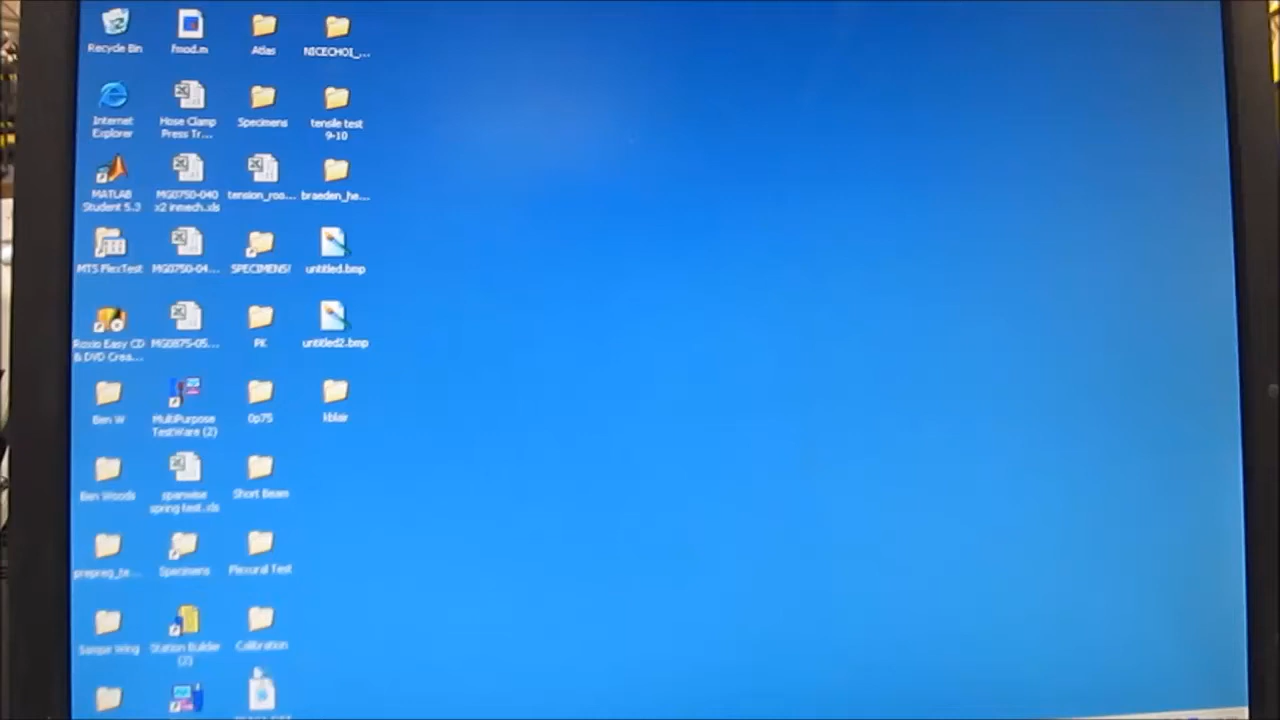 Recycle Bin
fmod.m
Atlas
NICECHOI_...
Internet
Explorer
Hose Clamp
Press Tr...
Specimens
tensile test
9-10
MATLAB
Student 5.3
MG0750-040
x2 inmech.xls
tension_ros...
braeden_he...
MTS FlexTest
MG0750-04...
SPECIMENS!
untitled.bmp
Roxio Easy CD
& DVD Crea...
MG0875-05...
PK
untitled2.bmp
Ben W
MultiPurpose
TestWare (2)
0p75
kblair
Ben Woods
spanwise
spring test.xls
Short Beam
prepreg_te...
Specimens
Flexural Test
Station Builder
(2)
Calibration